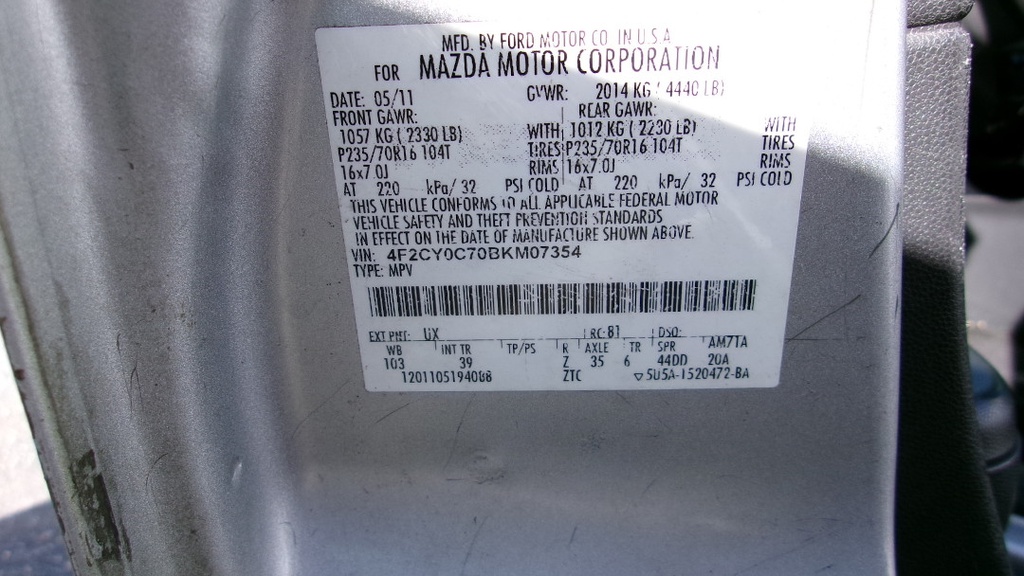 MFD. BY FORD MOTOR CO. IN U.S.A
FOR MAZDA MOTOR CORPORATION
DATE: 05/11 GVWR: 2014 KG ( 4440 LB)
FRONT GAWR: REAR GAWR:
1057 KG ( 2330 LB) WITH 1012 KG ( 2230 LB) WITH
P235/70R16 104T TIRES P235/70R16 104T TIRES
16x7.0J RIMS 16x7.0J RIMS
AT 220 kPa/ 32 PSI COLD AT 220 kPa/ 32 PSI COLD
THIS VEHICLE CONFORMS TO ALL APPLICABLE FEDERAL MOTOR
VEHICLE SAFETY AND THEFT PREVENTION STANDARDS
IN EFFECT ON THE DATE OF MANUFACTURE SHOWN ABOVE.
VIN: 4F2CY0C70BKM07354
TYPE: MPV
EXT PNT: UX RC: 81 DSO:
WB INT TR TP/PS R AXLE TR SPR AM71A
103 39 Z 35 6 44DD 20A
1201105194088 ZTC ▽5U5A-1520472-BA